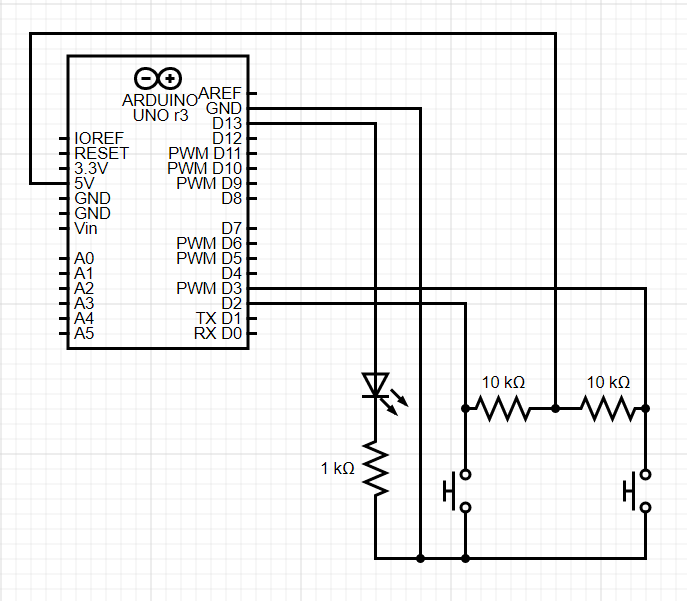 ARDUINO
UNO r3
AREF
GND
D13
IOREF
D12
RESET
PWM D11
3.3V
PWM D10
5V
PWM D9
GND
D8
GND
Vin
D7
PWM D6
A0
PWM D5
A1
D4
A2
PWM D3
A3
D2
A4
TX D1
A5
RX D0
10 kΩ
10 kΩ
1 kΩ